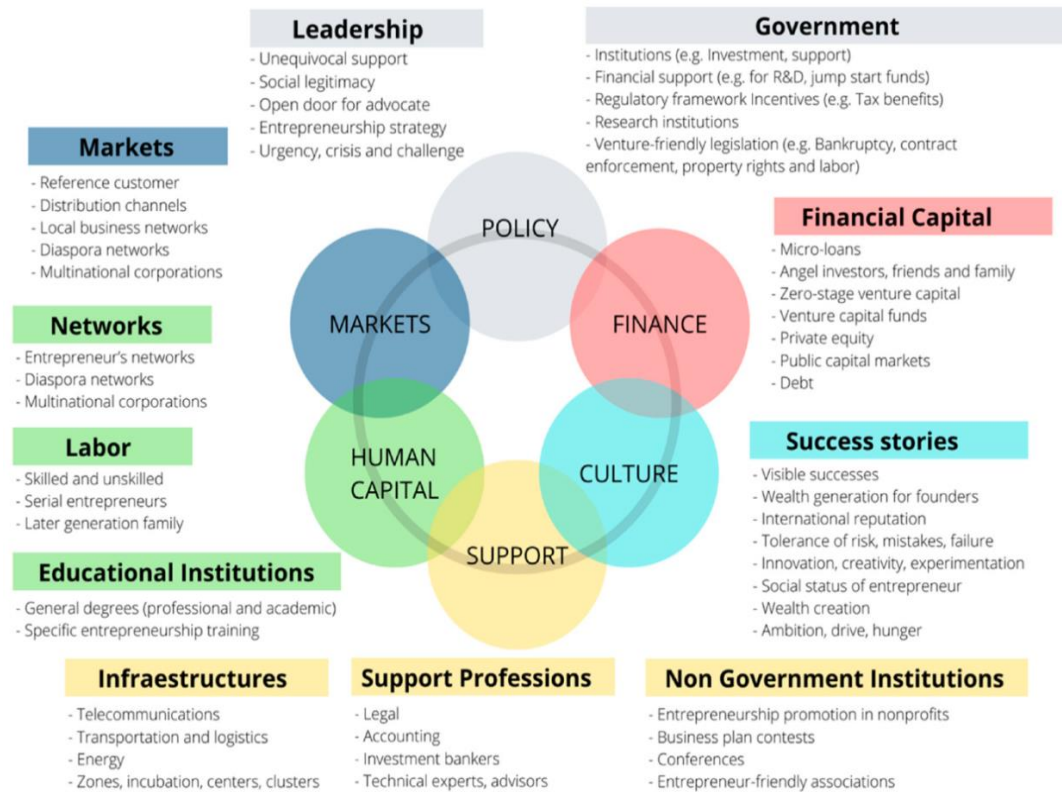 Leadership
- Unequivocal support
- Social legitimacy
- Open door for advocate
- Entrepreneurship strategy
- Urgency, crisis and challenge
Government
- Institutions (e.g. Investment, support)
- Financial support (e.g. for R&D, jump start funds)
- Regulatory framework Incentives (e.g. Tax benefits)
- Research institutions
- Venture-friendly legislation (e.g. Bankruptcy, contract
enforcement, property rights and labor)
Markets
- Reference customer
- Distribution channels
- Local business networks
- Diaspora networks
- Multinational corporations
Financial Capital
- Micro-loans
- Angel investors, friends and family
- Zero-stage venture capital
- Venture capital funds
- Private equity
- Public capital markets
- Debt
POLICY
MARKETS
FINANCE
HUMAN
CAPITAL
CULTURE
SUPPORT
Networks
- Entrepreneur's networks
- Diaspora networks
- Multinational corporations
Labor
- Skilled and unskilled
- Serial entrepreneurs
- Later generation family
Success stories
- Visible successes
- Wealth generation for founders
- International reputation
- Tolerance of risk, mistakes, failure
- Innovation, creativity, experimentation
- Social status of entrepreneur
- Wealth creation
- Ambition, drive, hunger
Educational Institutions
- General degrees (professional and academic)
- Specific entrepreneurship training
Infraestructures
- Telecommunications
- Transportation and logistics
- Energy
- Zones, incubation, centers, clusters
Support Professions
- Legal
- Accounting
- Investment bankers
- Technical experts, advisors
Non Government Institutions
- Entrepreneurship promotion in nonprofits
- Business plan contests
- Conferences
- Entrepreneur-friendly associations